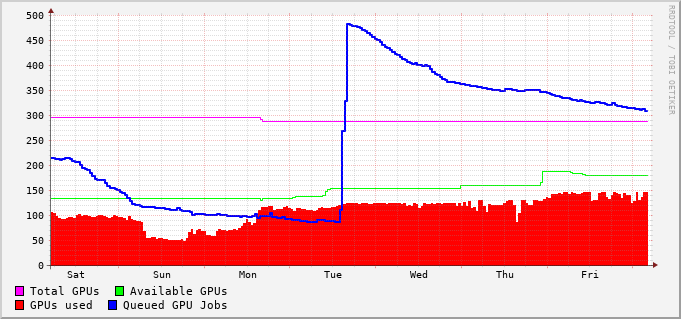 RRDTOOL / TOBI OETIKER
500
450
400
350
300
250
200
150
100
50
0
Sat Sun Mon Tue Wed Thu Fri
Total GPUs Available GPUs
GPUs used Queued GPU Jobs